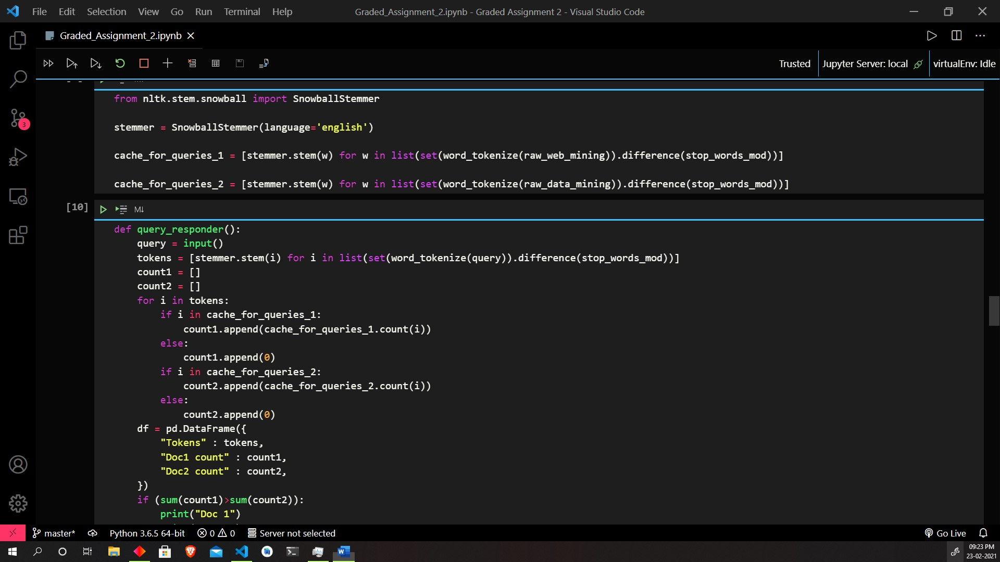 File Edit Selection View Go Run Terminal Help Graded_Assignment_2.ipynb - Graded Assignment 2 - Visual Studio Code
Graded_Assignment_2.ipynb
Trusted Jupyter Server: local virtualEnv: Idle
from nltk.stem.snowball import SnowballStemmer
stemmer = SnowballStemmer(language='english')
cache_for_queries_1 = [stemmer.stem(w) for w in list(set(word_tokenize(raw_web_mining)).difference(stop_words_mod))]
cache_for_queries_2 = [stemmer.stem(w) for w in list(set(word_tokenize(raw_data_mining)).difference(stop_words_mod))]
[10] M↓
def query_responder():
    query = input()
    tokens = [stemmer.stem(i) for i in list(set(word_tokenize(query)).difference(stop_words_mod))]
    count1 = []
    count2 = []
    for i in tokens:
        if i in cache_for_queries_1:
            count1.append(cache_for_queries_1.count(i))
        else:
            count1.append(0)
        if i in cache_for_queries_2:
            count2.append(cache_for_queries_2.count(i))
        else:
            count2.append(0)
    df = pd.DataFrame({
        "Tokens" : tokens,
        "Doc1 count" : count1,
        "Doc2 count" : count2,
    })
    if (sum(count1)>sum(count2)):
        print("Doc 1")
3
master* Python 3.6.5 64-bit 0 0 Server not selected Go Live
09:23 PM
23-02-2021